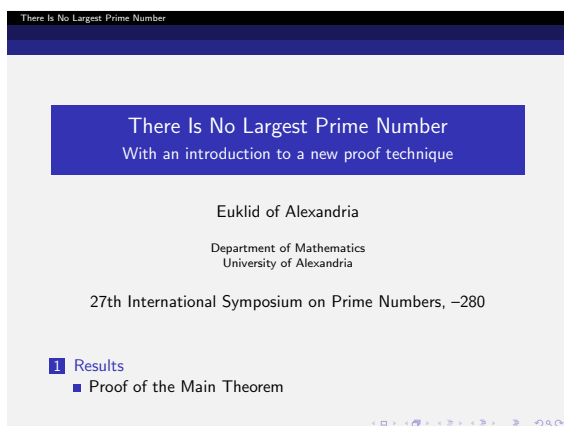 There Is No Largest Prime Number
There Is No Largest Prime Number
With an introduction to a new proof technique
Euklid of Alexandria
Department of Mathematics
University of Alexandria
27th International Symposium on Prime Numbers, –280
1 Results
Proof of the Main Theorem